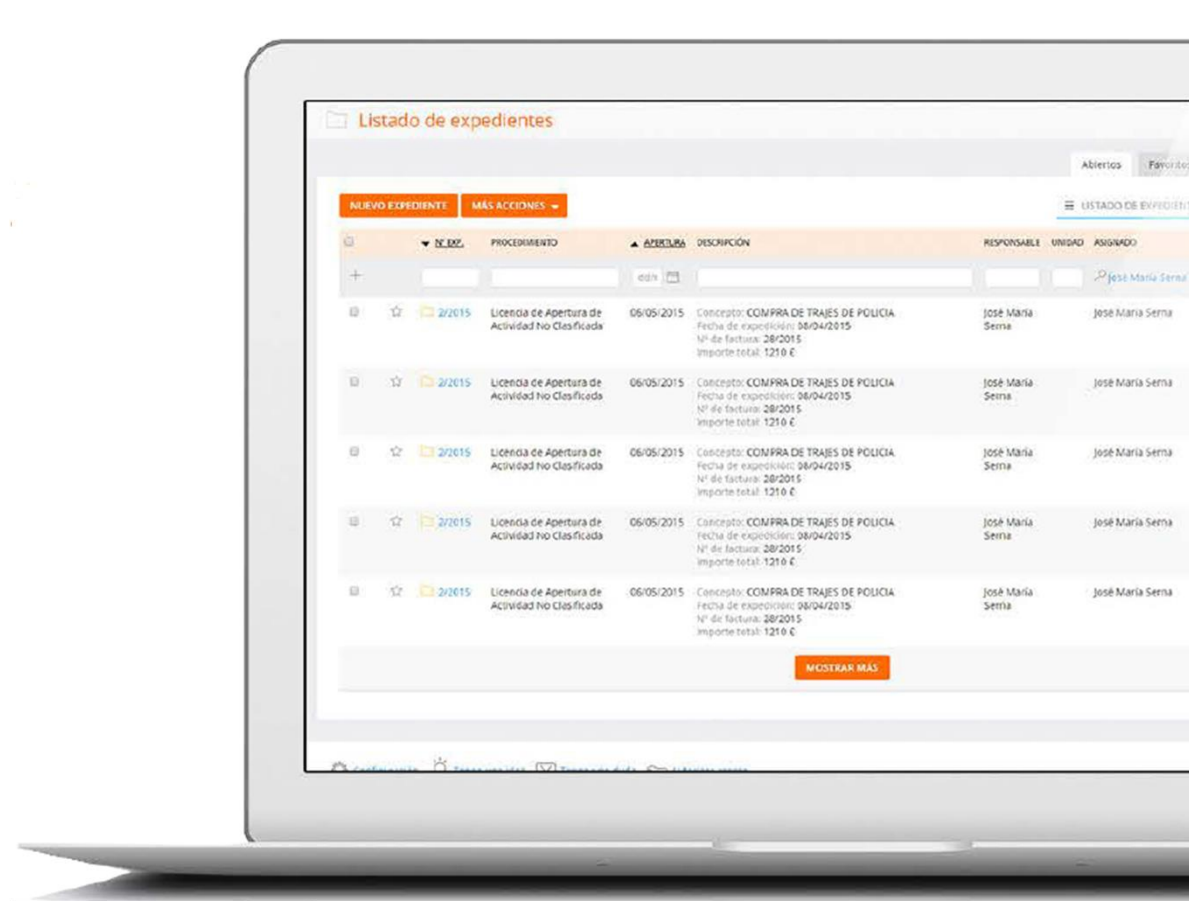 Listado de expedientes
Abiertos Favoritos
NUEVO EXPEDIENTE MÁS ACCIONES LISTADO DE EXPEDIENT
Nº EXP. PROCEDIMIENTO APERTURA DESCRIPCIÓN RESPONSABLE UNIDAD ASIGNADO
José María Serna
2/2015 Licencia de Apertura de 06/05/2015 Concepto: COMPRA DE TRAJES DE POLICIA José María José María Serna
Actividad No Clasificada Fecha de expedición: 08/04/2015 Serna
Nº de factura: 28/2015
Importe total: 1210 €
2/2015 Licencia de Apertura de 06/05/2015 Concepto: COMPRA DE TRAJES DE POLICIA José María José María Serna
Actividad No Clasificada Fecha de expedición: 08/04/2015 Serna
Nº de factura: 28/2015
Importe total: 1210 €
2/2015 Licencia de Apertura de 06/05/2015 Concepto: COMPRA DE TRAJES DE POLICIA José María José María Serna
Actividad No Clasificada Fecha de expedición: 08/04/2015 Serna
Nº de factura: 28/2015
Importe total: 1210 €
2/2015 Licencia de Apertura de 06/05/2015 Concepto: COMPRA DE TRAJES DE POLICIA José María José María Serna
Actividad No Clasificada Fecha de expedición: 08/04/2015 Serna
Nº de factura: 28/2015
Importe total: 1210 €
2/2015 Licencia de Apertura de 06/05/2015 Concepto: COMPRA DE TRAJES DE POLICIA José María José María Serna
Actividad No Clasificada Fecha de expedición: 08/04/2015 Serna
Nº de factura: 28/2015
Importe total: 1210 €
MOSTRAR MÁS